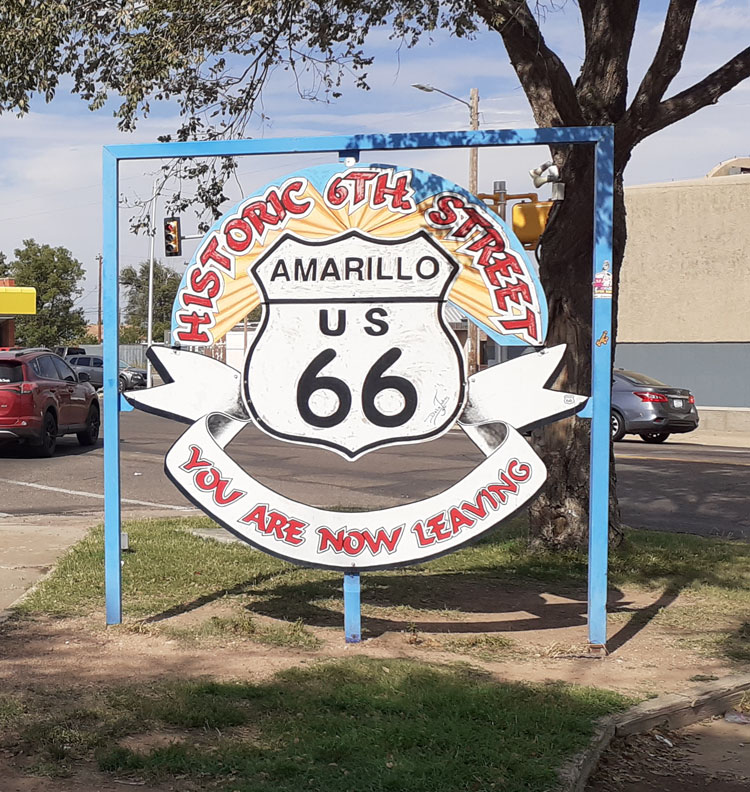 HISTORIC 6TH STREET
AMARILLO
US
66
YOU ARE NOW LEAVING